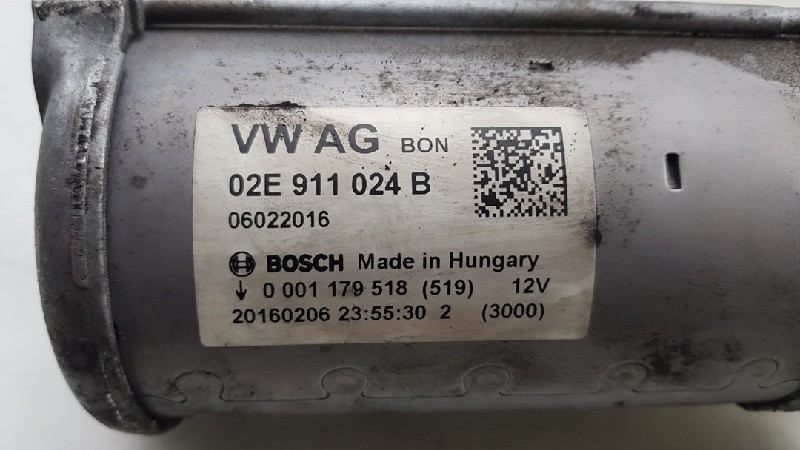 VW AG BON
02E 911 024 B
06022016
BOSCH Made in Hungary
↓ 0 001 179 518 (519) 12V
20160206 23:55:30 2 (3000)